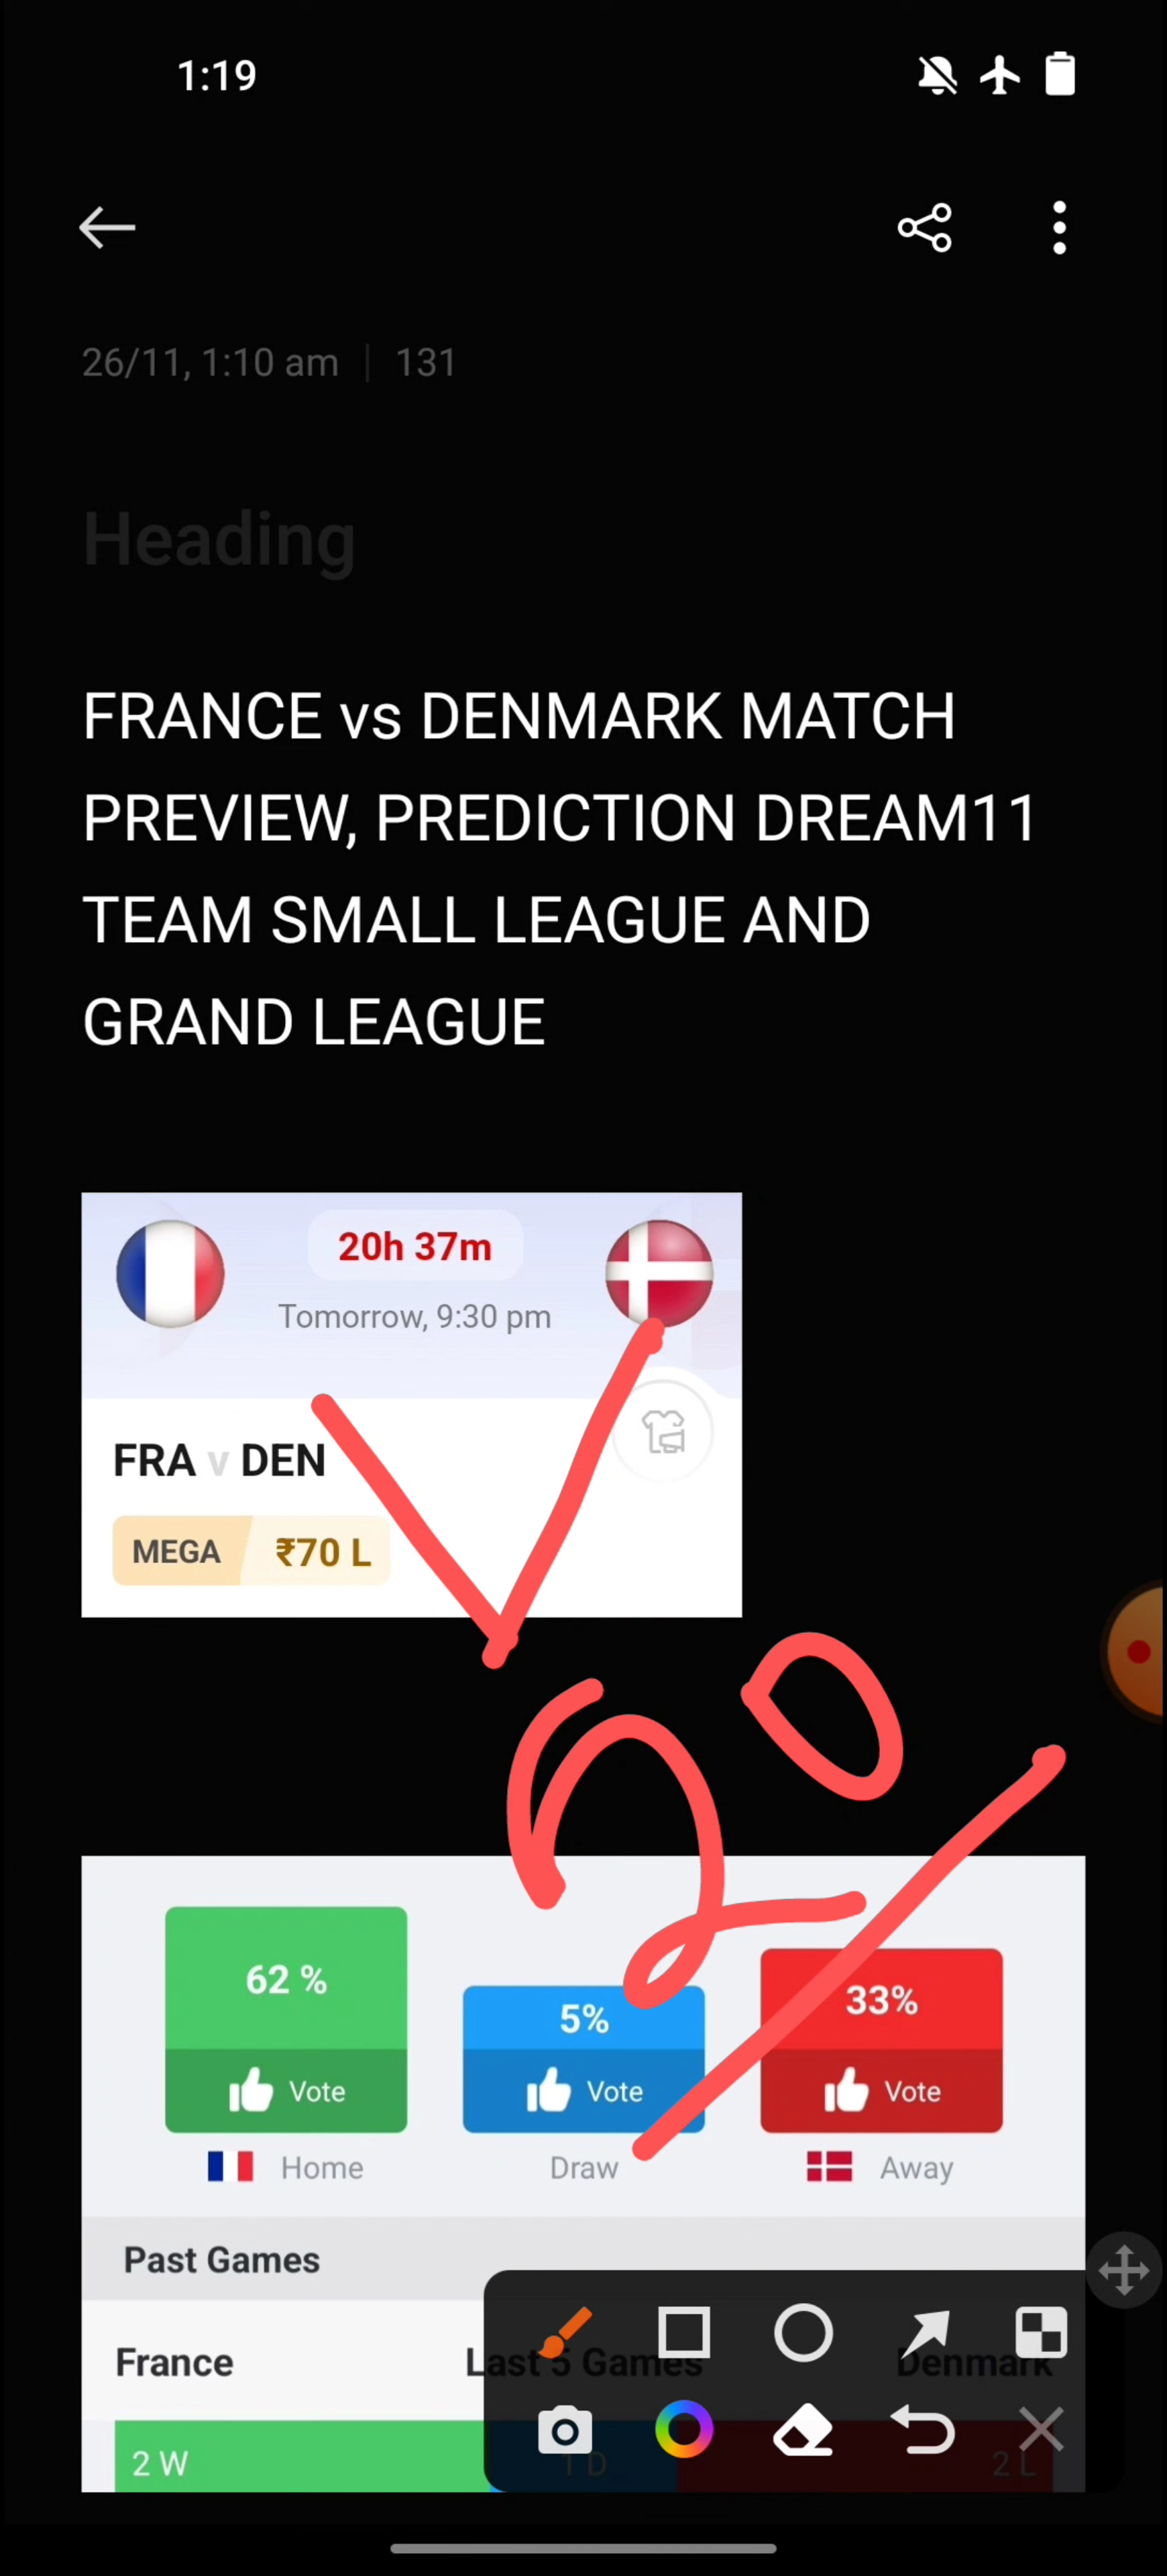 1:19
26/11, 1:10 am | 131
Heading
FRANCE vs DENMARK MATCH
PREVIEW, PREDICTION DREAM11
TEAM SMALL LEAGUE AND
GRAND LEAGUE
20h 37m
Tomorrow, 9:30 pm
FRA v DEN
MEGA ₹70 L
62 % 5% 33%
Vote Vote Vote
Home Draw Away
Past Games
France Last 5 Games Denmark
2 W 1 D 2 L